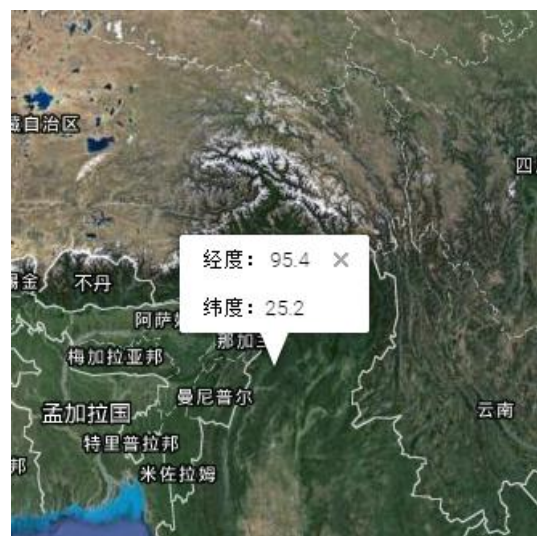 自治区
四
经度： 95.4 ×
纬度：25.2
锡金
不丹
阿萨
那加
梅加拉亚邦
曼尼普尔
孟加拉国
云南
特里普拉邦
邦
米佐拉姆